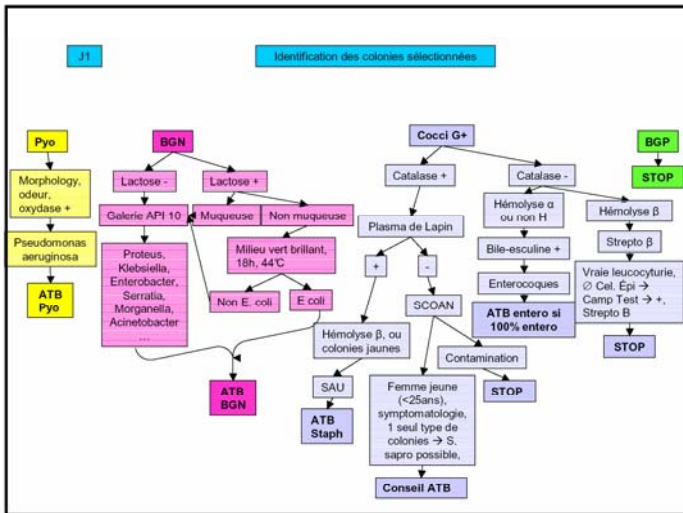 J1
Identification des colonies sélectionnées
Pyo
Morphology,
odeur,
oxydase +
Pseudomonas
aeruginosa
ATB
Pyo
BGN
Lactose -
Lactose +
Galerie API 10
Muqueuse
Non muqueuse
Proteus,
Klebsiella,
Enterobacter,
Serratia,
Morganella,
Acinetobacter
...
Milieu vert brillant,
18h, 44°C
Non E. coli
E coli
ATB
BGN
Cocci G+
Catalase +
Catalase -
Plasma de Lapin
+
-
Hémolyse β, ou
colonies jaunes
SAU
ATB
Staph
SCOAN
Contamination
STOP
Femme jeune
(<25ans),
symptomatologie,
1 seul type de
colonies → S.
sapro possible,
Conseil ATB
Hémolyse α
ou non H
Bile-esculine +
Enterocoques
ATB entero si
100% entero
Hémolyse β
Strepto β
Vraie leucocyturie,
∅ Cel. Épi →
Camp Test → +,
Strepto B
STOP
BGP
STOP